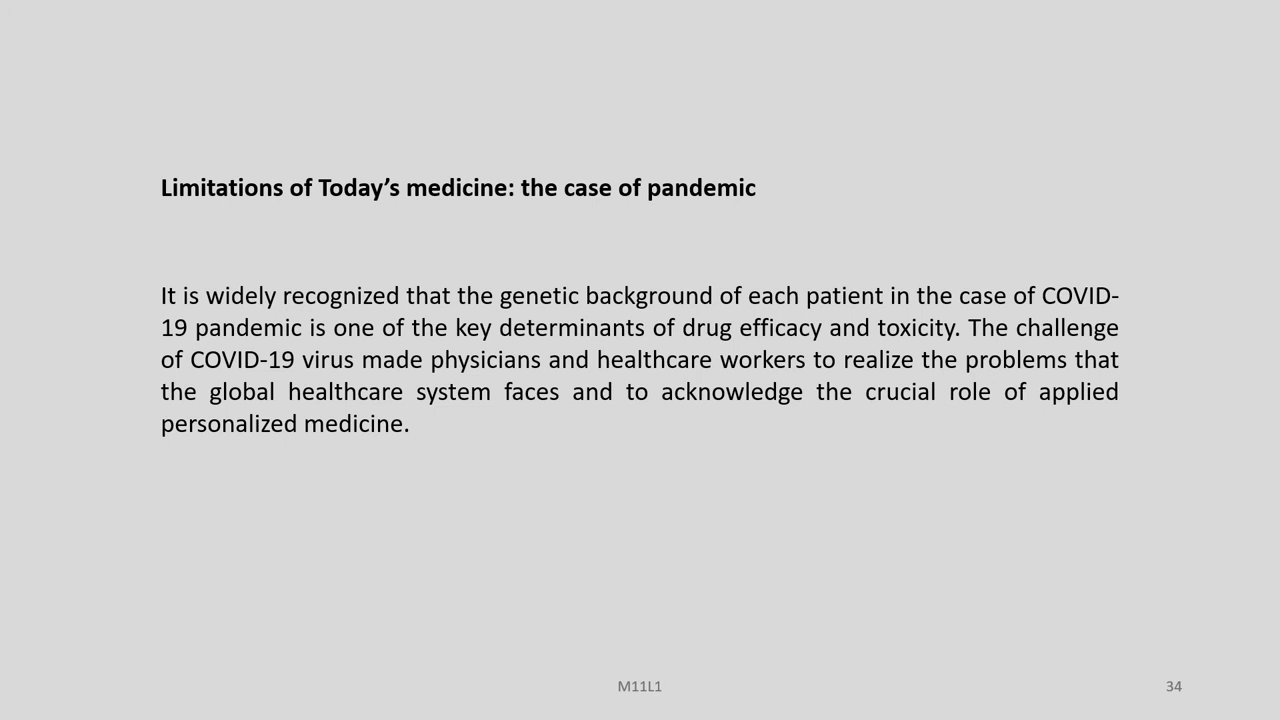 Limitations of Today’s medicine: the case of pandemic
It is widely recognized that the genetic background of each patient in the case of COVID-
19 pandemic is one of the key determinants of drug efficacy and toxicity. The challenge
of COVID-19 virus made physicians and healthcare workers to realize the problems that
the global healthcare system faces and to acknowledge the crucial role of applied
personalized medicine.
M11L1
34